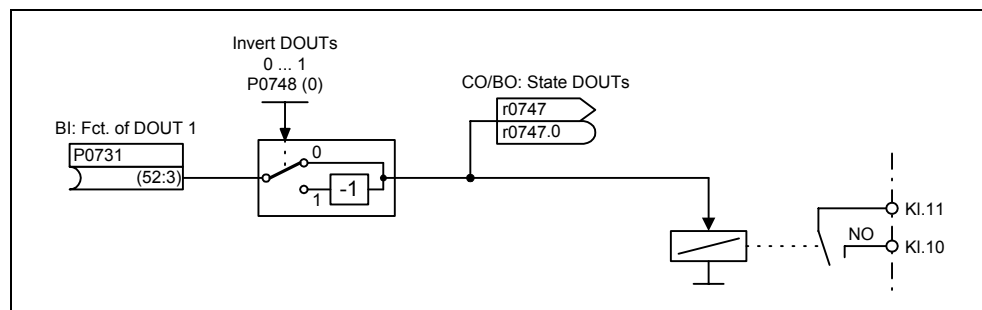 Invert DOUTs
0 ... 1
P0748 (0)
CO/BO: State DOUTs
r0747
r0747.0
BI: Fct. of DOUT 1
P0731
(52:3)
0
1
-1
Kl.11
NO
Kl.10